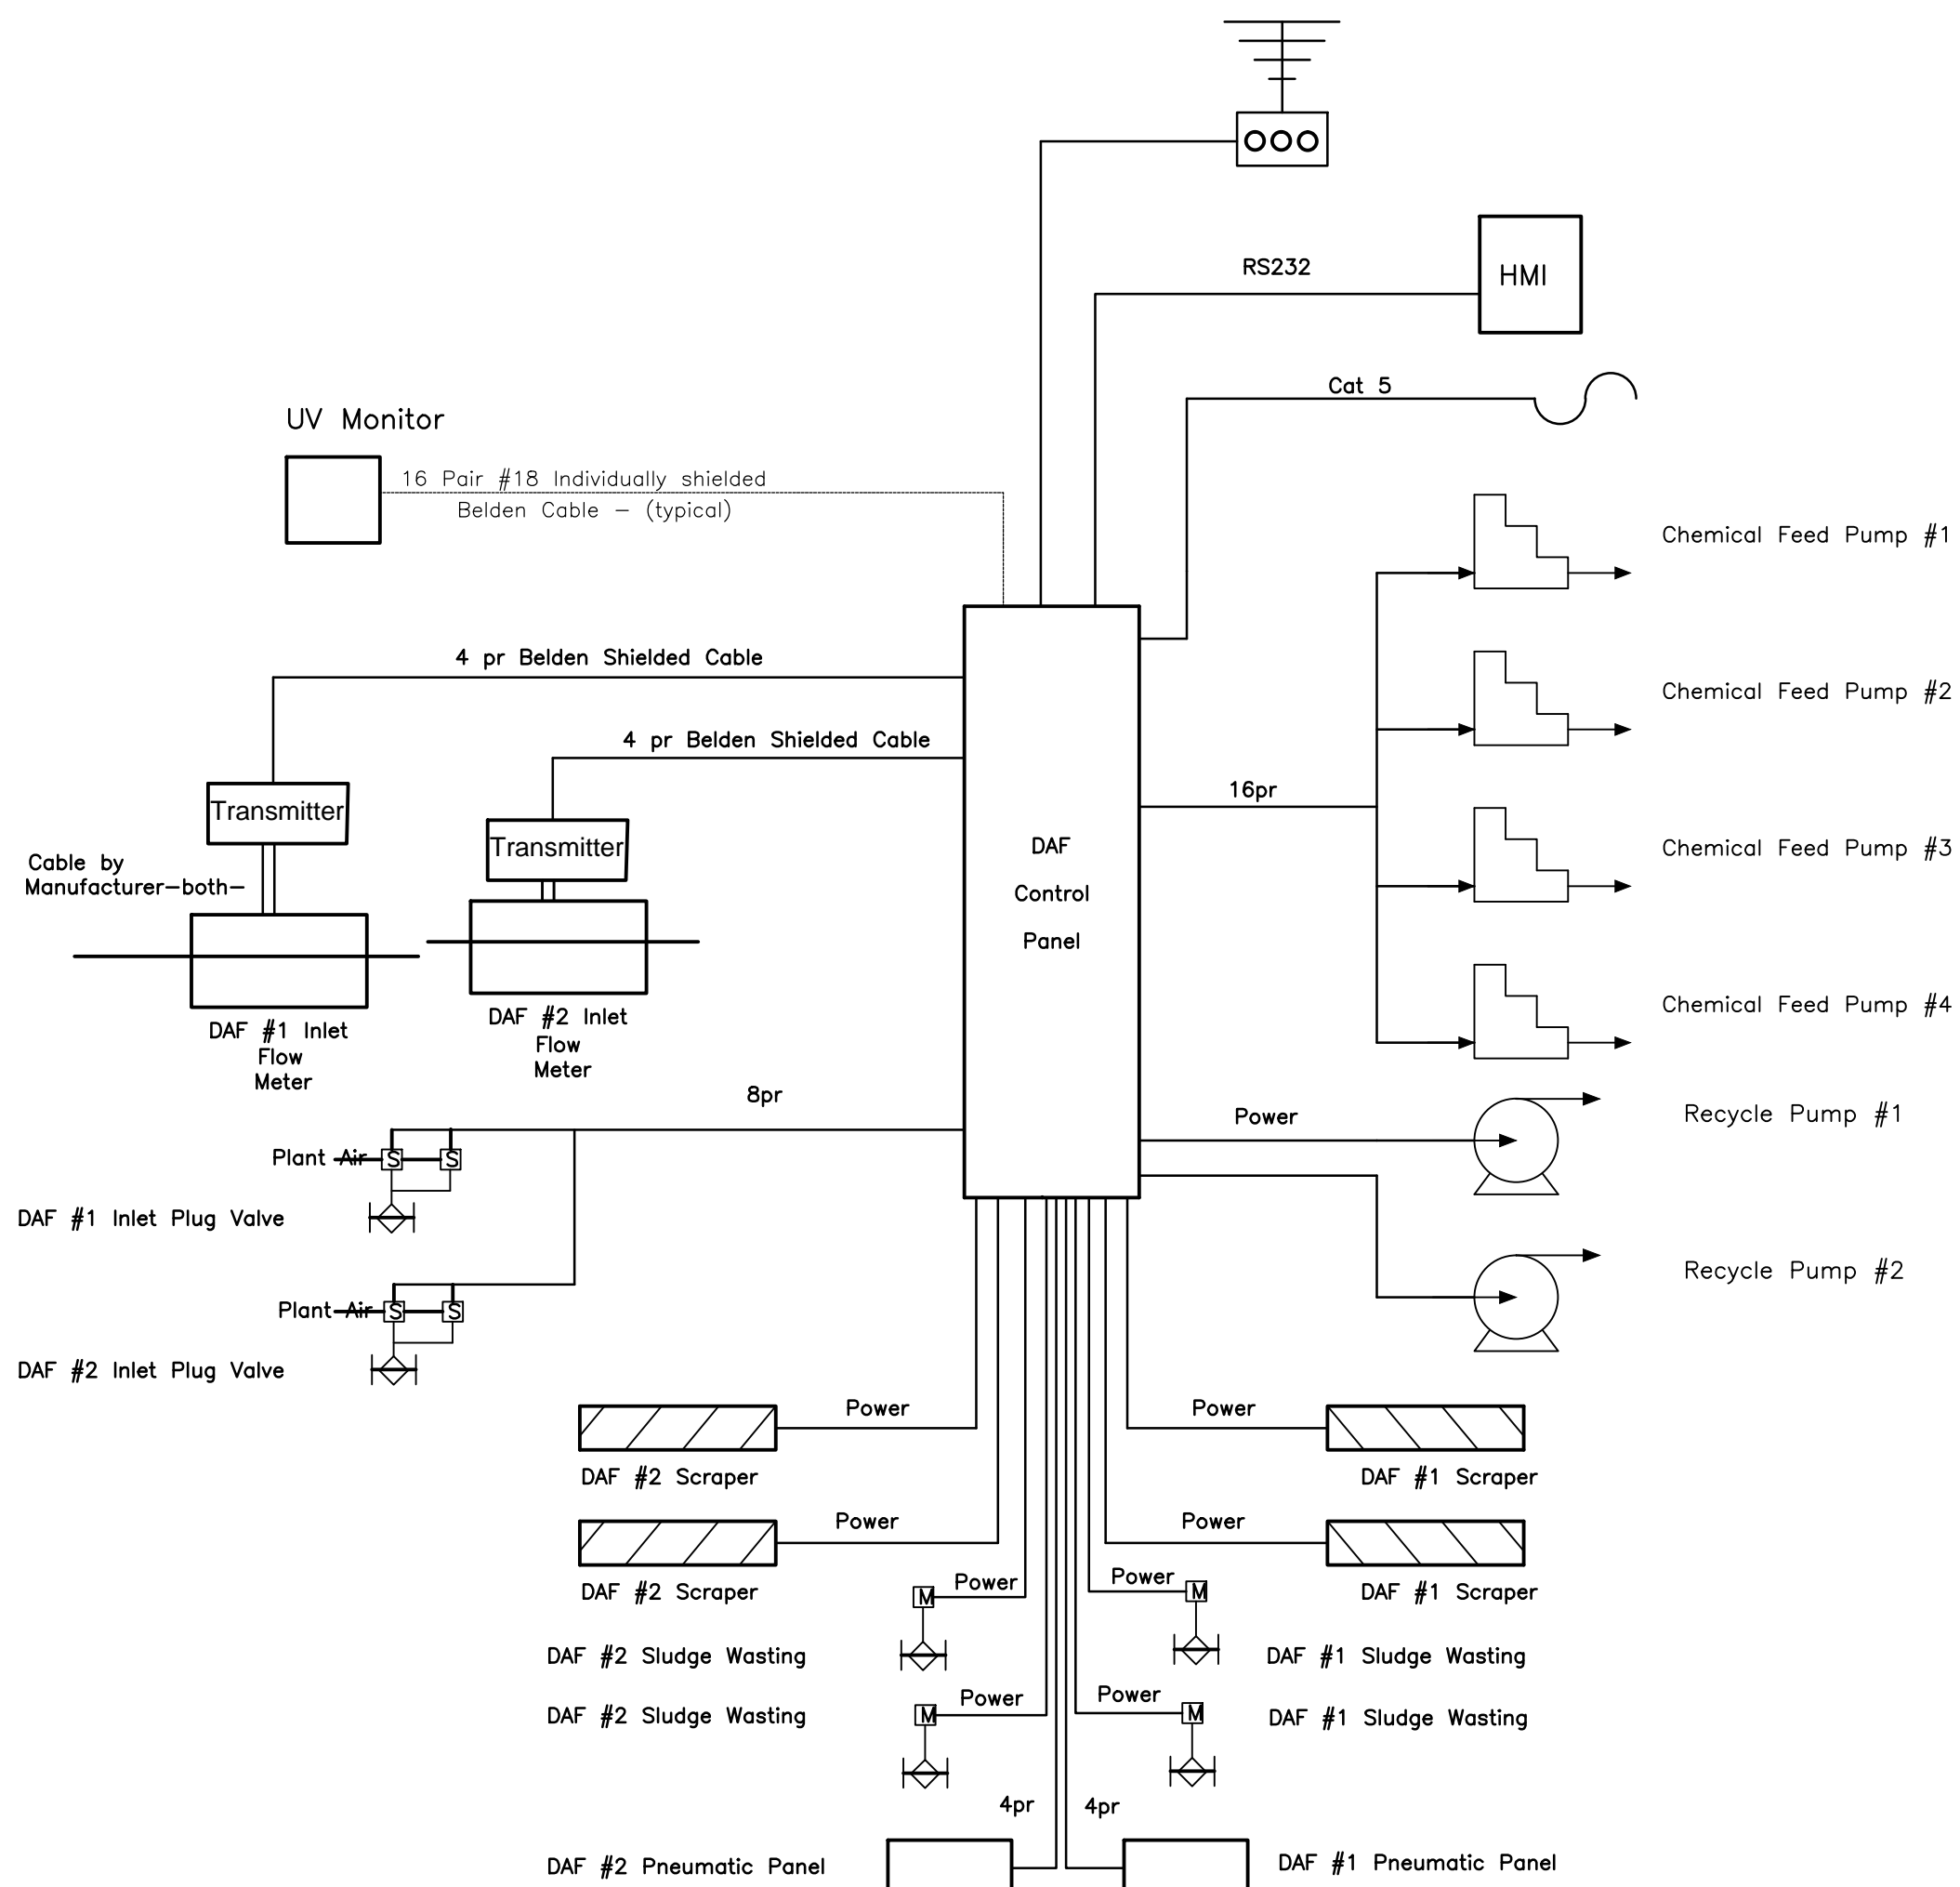 RS232
HMI
Cat 5
UV Monitor
16 Pair #18 Individually shielded
Belden Cable - (typical)
Chemical Feed Pump #1
4 pr Belden Shielded Cable
Chemical Feed Pump #2
4 pr Belden Shielded Cable
16pr
Transmitter
Transmitter
Cable by
Manufacturer-both-
DAF
Control
Panel
Chemical Feed Pump #3
Chemical Feed Pump #4
DAF #1 Inlet
Flow
Meter
DAF #2 Inlet
Flow
Meter
8pr
Power
Recycle Pump #1
Plant Air
S
S
DAF #1 Inlet Plug Valve
Recycle Pump #2
Plant Air
S
S
DAF #2 Inlet Plug Valve
Power
Power
DAF #2 Scraper
DAF #1 Scraper
Power
Power
DAF #2 Scraper
DAF #1 Scraper
M
Power
Power
M
DAF #2 Sludge Wasting
DAF #1 Sludge Wasting
M
Power
Power
M
DAF #2 Sludge Wasting
DAF #1 Sludge Wasting
4pr
4pr
DAF #2 Pneumatic Panel
DAF #1 Pneumatic Panel